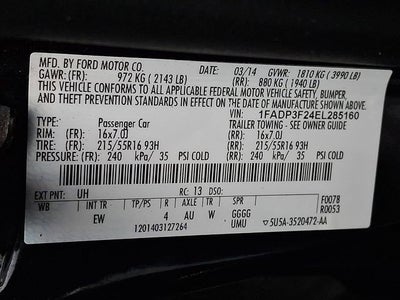 MFD. BY FORD MOTOR CO. DATE: 03/14 GVWR: 1810 KG ( 3990 LB)
GAWR: (FR): 972 KG ( 2143 LB) (RR): 880 KG ( 1940 LB)
THIS VEHICLE CONFORMS TO ALL APPLICABLE FEDERAL MOTOR VEHICLE SAFETY, BUMPER,
AND THEFT PREVENTION STANDARDS IN EFFECT ON THE DATE OF MANUFACTURE SHOWN ABOVE.
VIN: 1FADP3F24EL285160
TYPE: Passenger Car TRAILER TOWING - SEE OWNER GUIDE
RIM: (FR): 16x7.0J (RR): 16x7.0J
TIRE: (FR): 215/55R16 93H (RR): 215/55R16 93H
PRESSURE: (FR): 240 kPa/ 35 PSI COLD (RR): 240 kPa/ 35 PSI COLD
EXT PNT: UH RC: 13 DSO: F0078
WB INT TR TP/PS R AXLE TR SPR R0053
EW 4 AU W GGGG
1201403127264 UMU 5U5A-3520472-AA